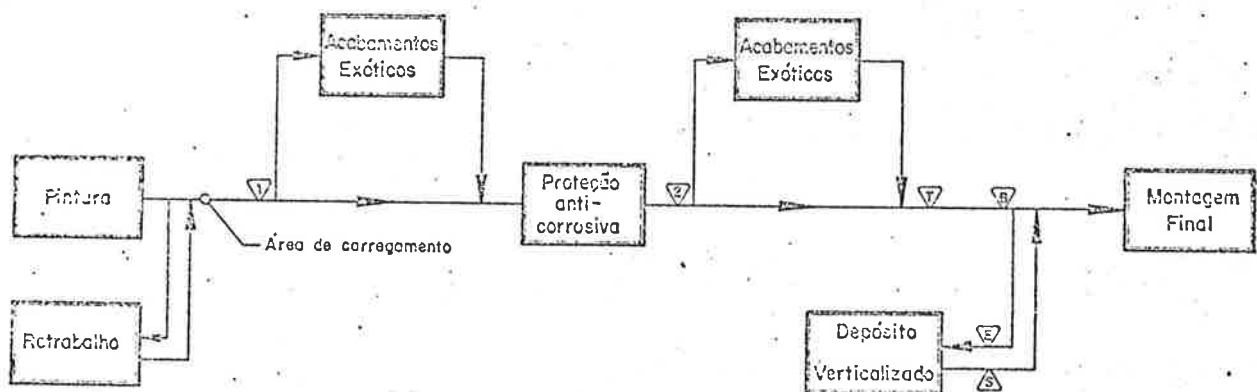 Acabamentos
Exóticos
Acabamentos
Exóticos
Pintura
1
Proteção
anti-
corrosiva
2
T
B
Montagem
Final
Área de carregamento
Retrabalho
Depósito
Verticalizado
E
S